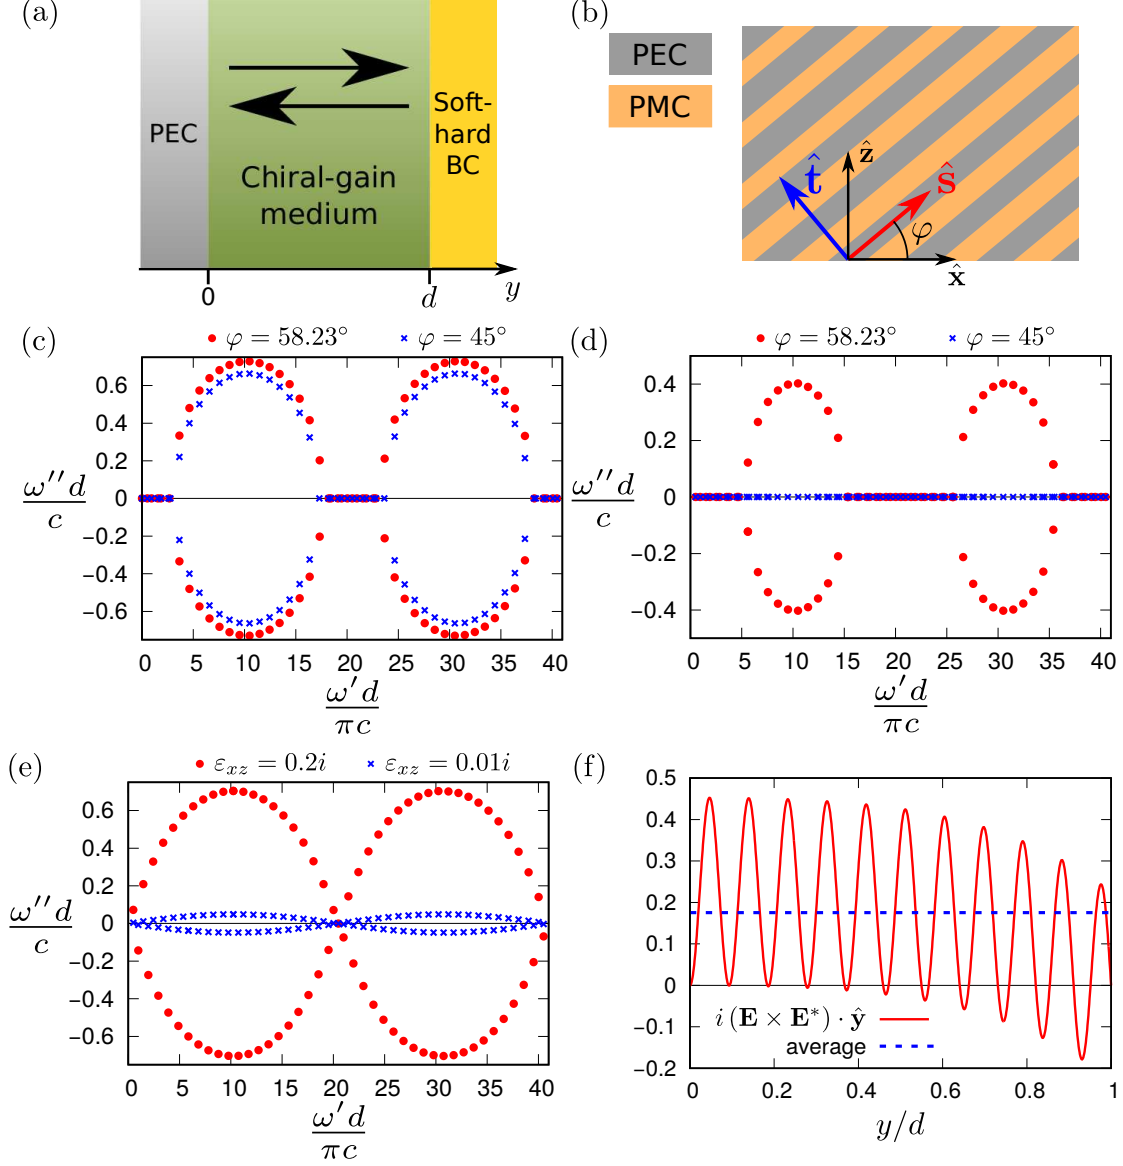 (a)
PEC
Chiral-gain
medium
Soft-
hard
BC
0
d
y
(b)
PEC
PMC
t̂
ẑ
ŝ
φ
x̂
(c)
φ = 58.23°
φ = 45°
0.6
0.4
0.2
0
−0.2
−0.4
−0.6
ω''d
c
0 5 10 15 20 25 30 35 40
ω'd
πc
(d)
φ = 58.23°
φ = 45°
0.4
0.2
0
−0.2
−0.4
ω''d
c
0 5 10 15 20 25 30 35 40
ω'd
πc
(e)
εxz = 0.2i
εxz = 0.01i
0.6
0.4
0.2
0
−0.2
−0.4
−0.6
ω''d
c
0 5 10 15 20 25 30 35 40
ω'd
πc
(f)
0.5
0.4
0.3
0.2
0.1
0
−0.1
−0.2
i (E × E*) · ŷ
average
0 0.2 0.4 0.6 0.8 1
y/d